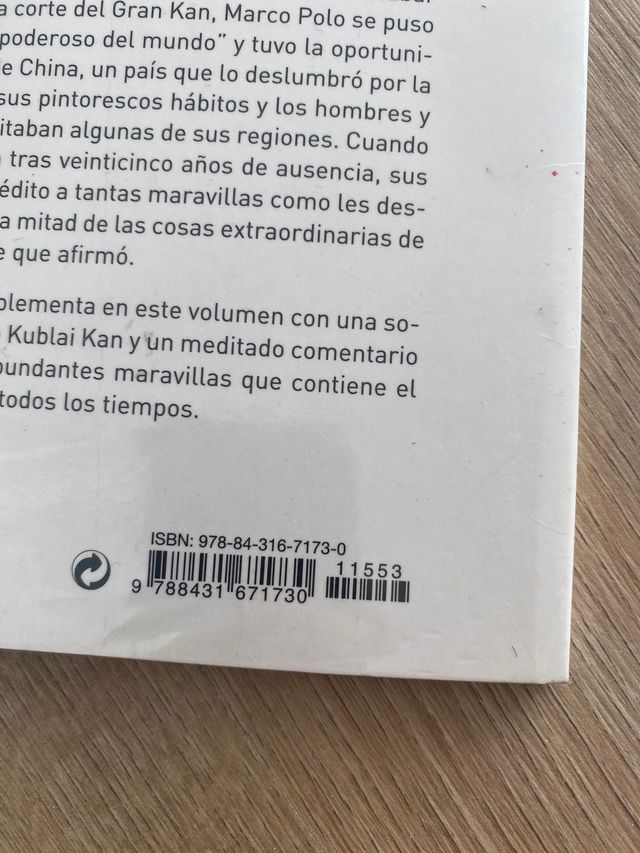 a corte del Gran Kan, Marco Polo se puso
poderoso del mundo” y tuvo la oportuni-
de China, un país que lo deslumbró por la
sus pintorescos hábitos y los hombres y
itaban algunas de sus regiones. Cuando
tras veinticinco años de ausencia, sus
édito a tantas maravillas como les des-
a mitad de las cosas extraordinarias de
e que afirmó.
plementa en este volumen con una so-
Kublai Kan y un meditado comentario
bundantes maravillas que contiene el
todos los tiempos.
ISBN: 978-84-316-7173-0
11553
9 788431 671730